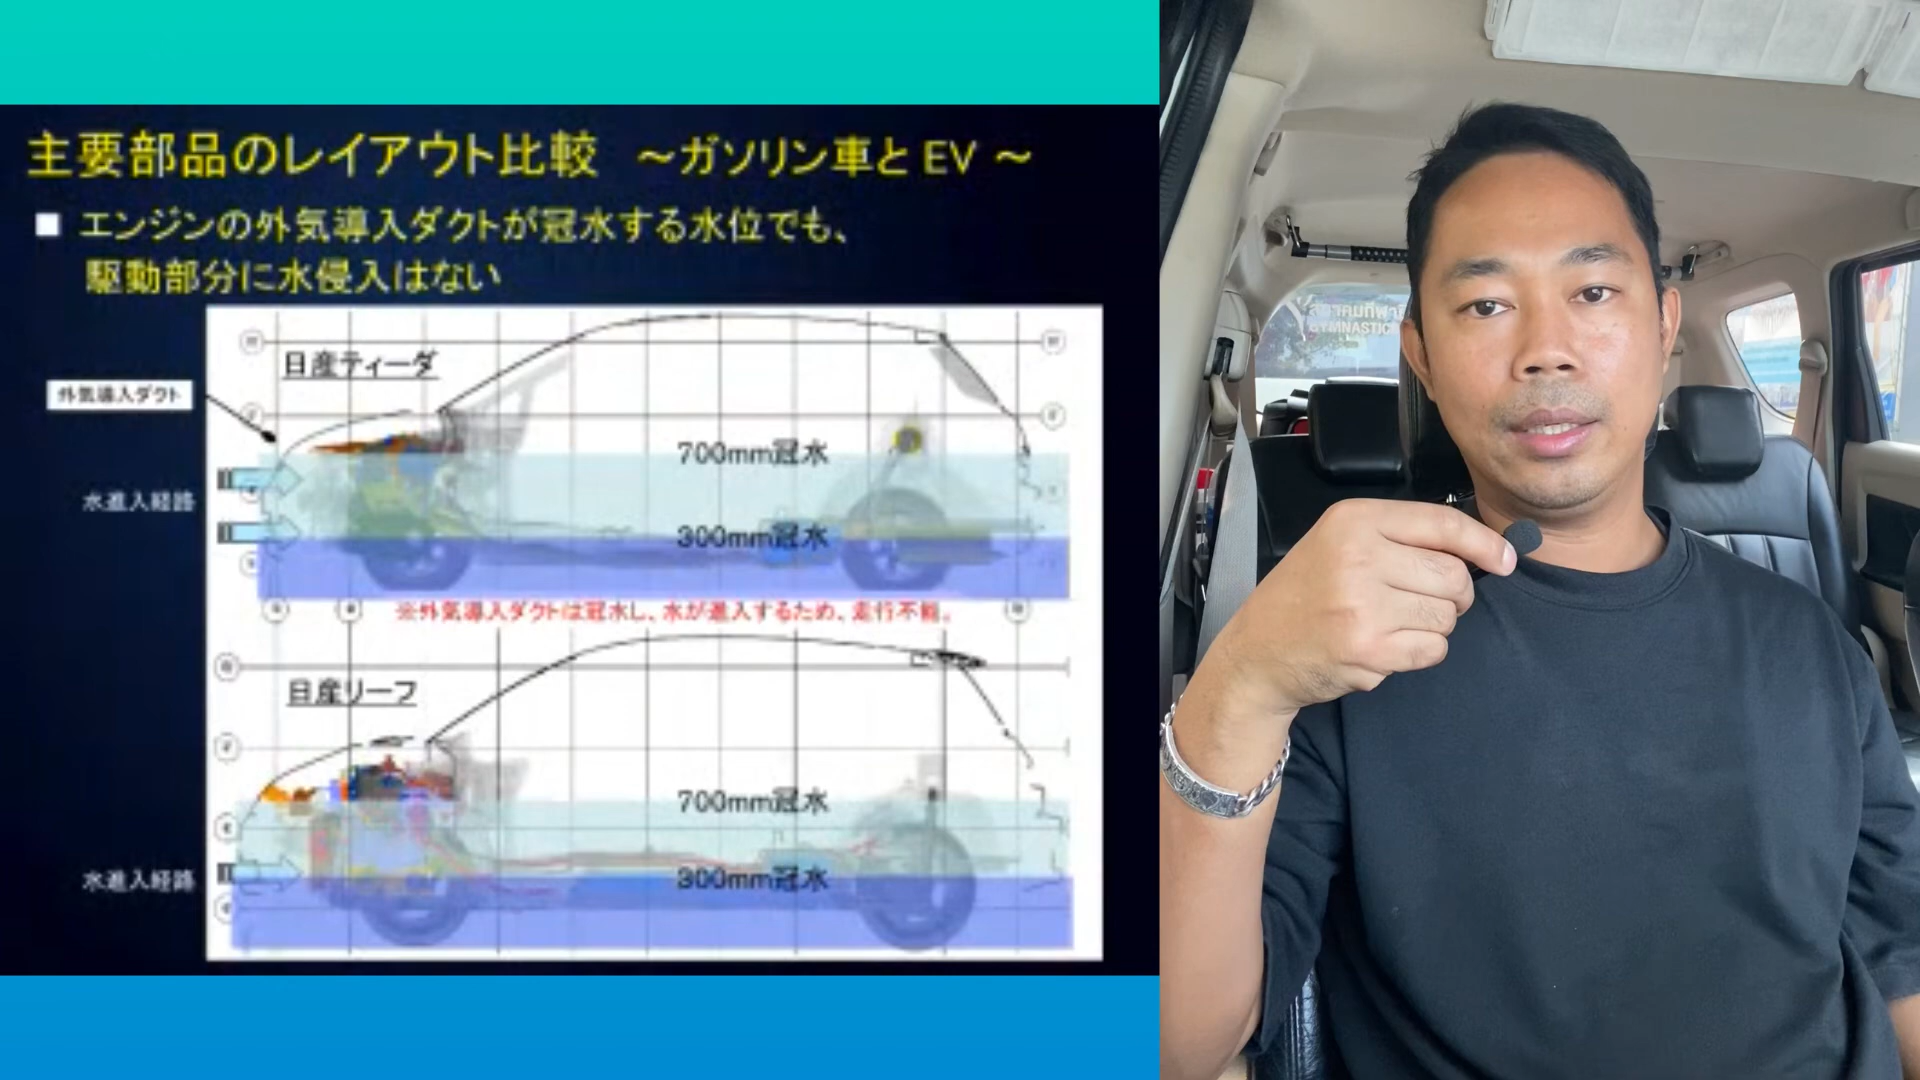 主要部品のレイアウト比較 ～ガソリン車と EV ～
■ エンジンの外気導入ダクトが冠水する水位でも、
駆動部分に水侵入はない
日産ティーダ
外気導入ダクト
700mm冠水
水進入経路
300mm冠水
※外気導入ダクトは冠水し、水が進入するため、走行不能。
日産リーフ
700mm冠水
水進入経路
300mm冠水